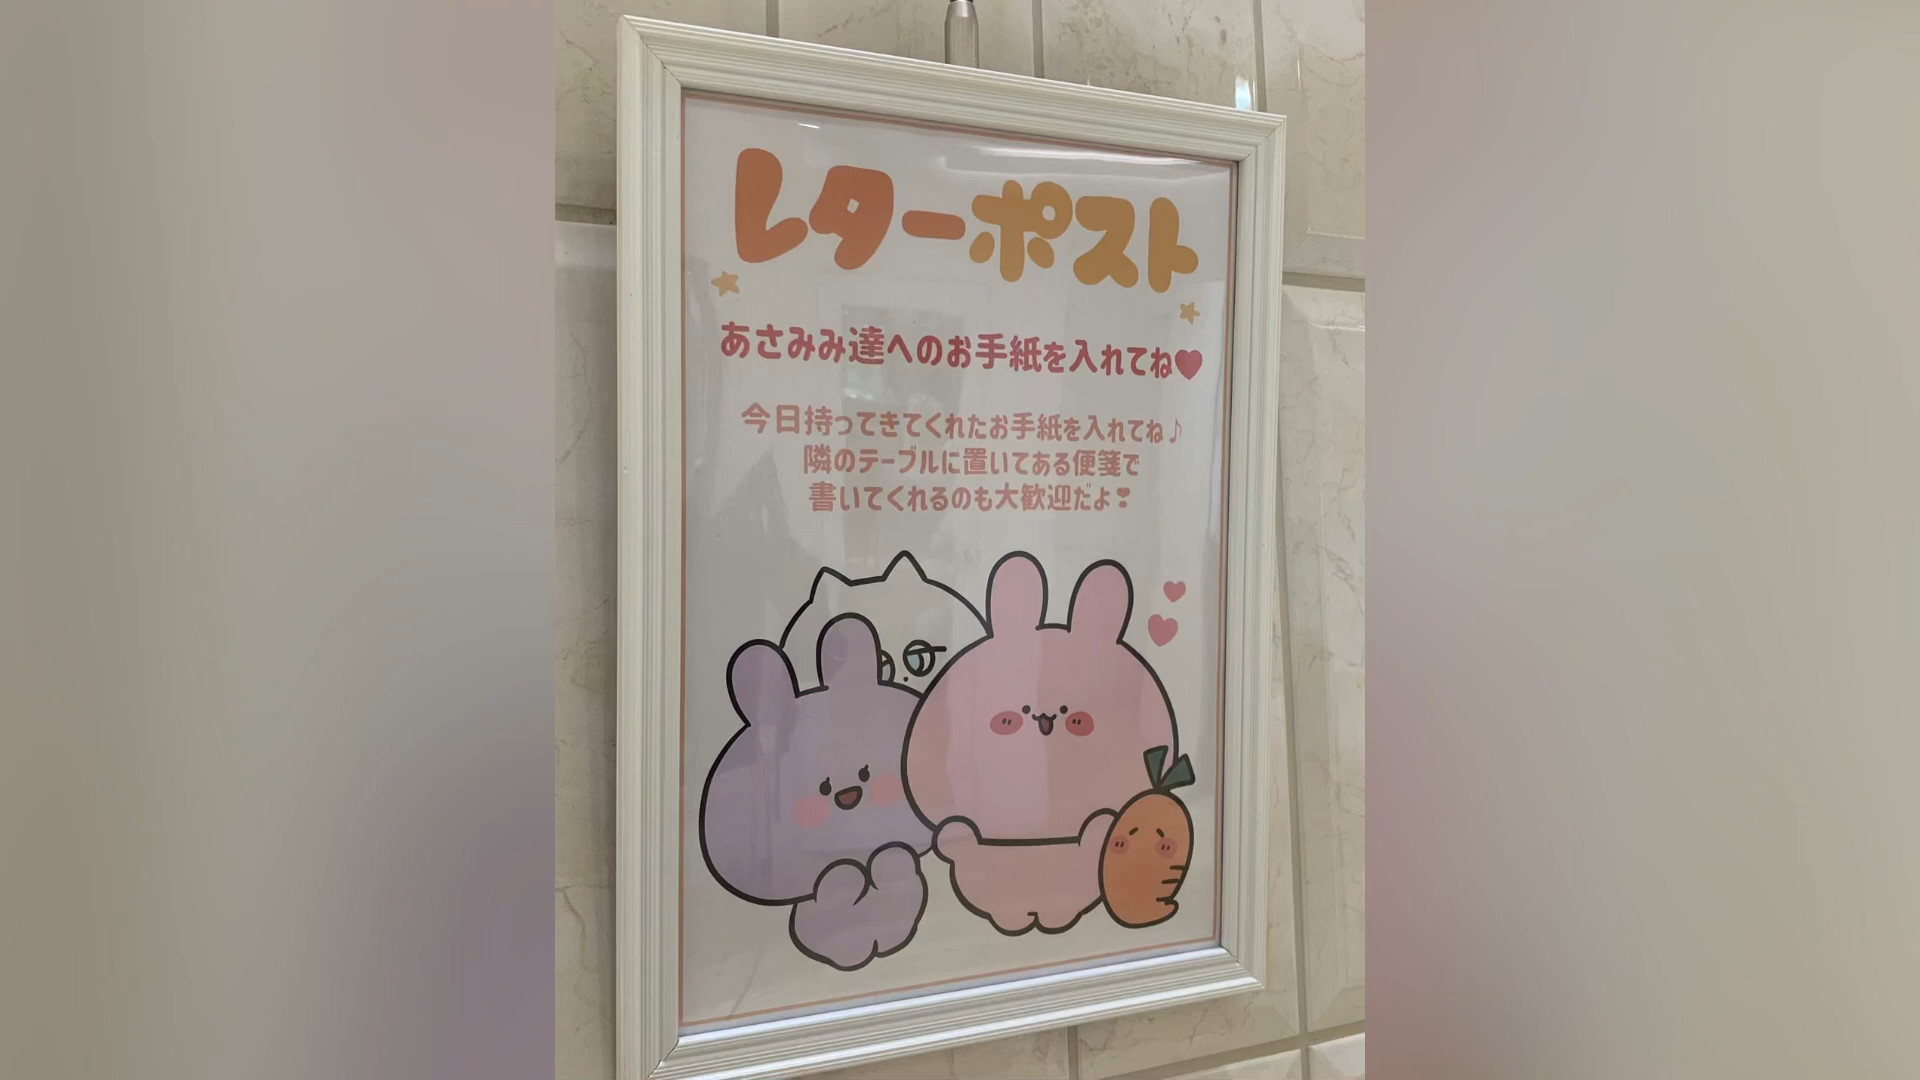 レターポスト
あさみみ達へのお手紙を入れてね♥
今日持ってきてくれたお手紙を入れてね♪
隣のテーブルに置いてある便箋で
書いてくれるのも大歓迎だよ❣